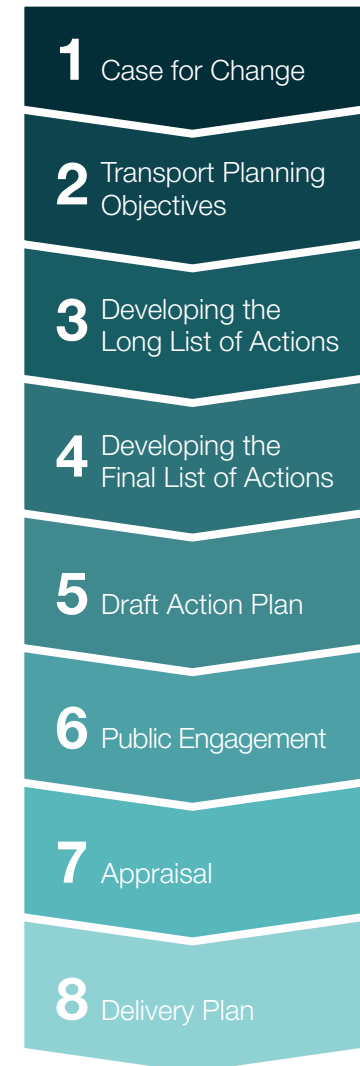 1 Case for Change
2 Transport Planning
Objectives
3 Developing the
Long List of Actions
4 Developing the
Final List of Actions
5 Draft Action Plan
6 Public Engagement
7 Appraisal
8 Delivery Plan